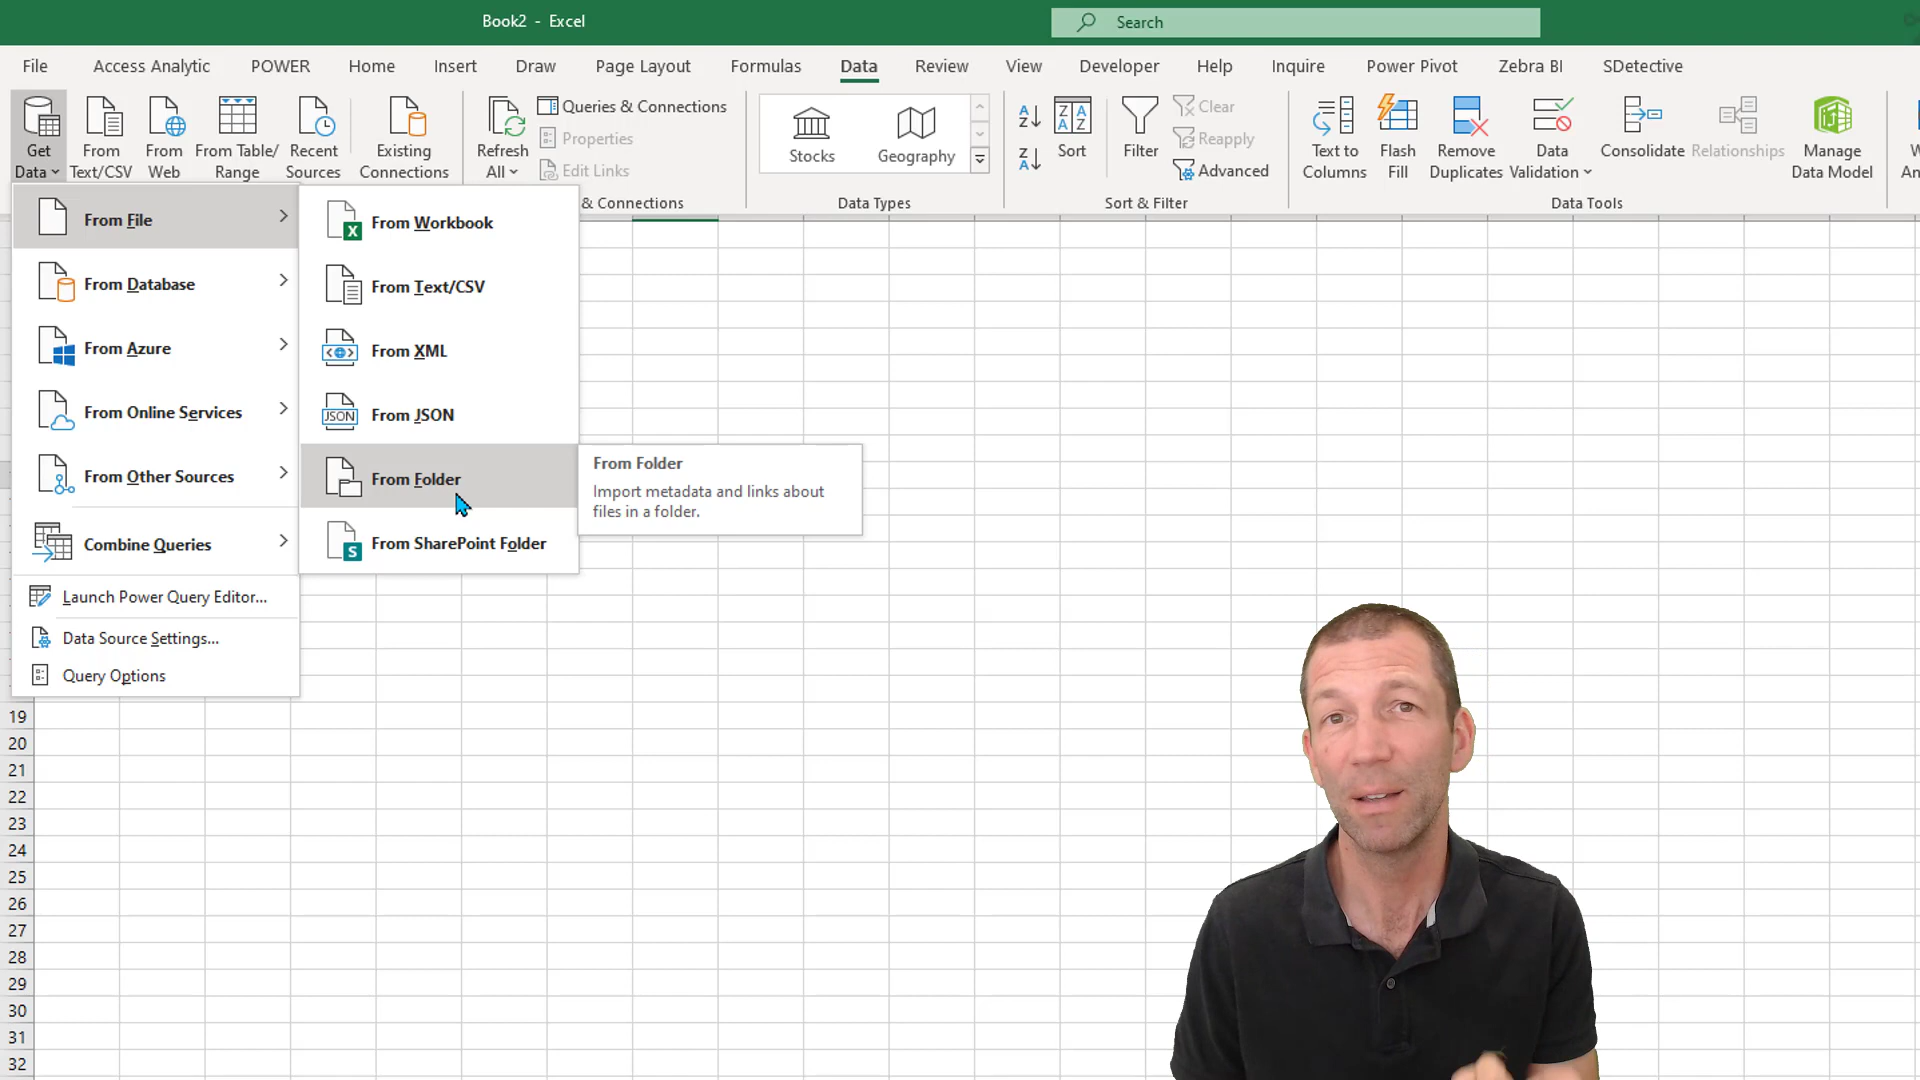 Book2 - Excel
Search
File Access Analytic POWER Home Insert Draw Page Layout Formulas Data Review View Developer Help Inquire Power Pivot Zebra BI SDetective
Get Data
From Text/CSV
From Web
From Table/ Range
Recent Sources
Existing Connections
Refresh All
Queries & Connections
Properties
Edit Links
& Connections
Stocks
Geography
Data Types
Sort
Filter
Clear
Reapply
Advanced
Sort & Filter
Text to Columns
Flash Fill
Remove Duplicates
Data Validation
Consolidate
Relationships
Manage Data Model
Data Tools
From File
From Database
From Azure
From Online Services
From Other Sources
Combine Queries
Launch Power Query Editor...
Data Source Settings...
Query Options
From Workbook
From Text/CSV
From XML
JSON
From JSON
From Folder
From SharePoint Folder
From Folder
Import metadata and links about
files in a folder.
19
20
21
22
23
24
25
26
27
28
29
30
31
32